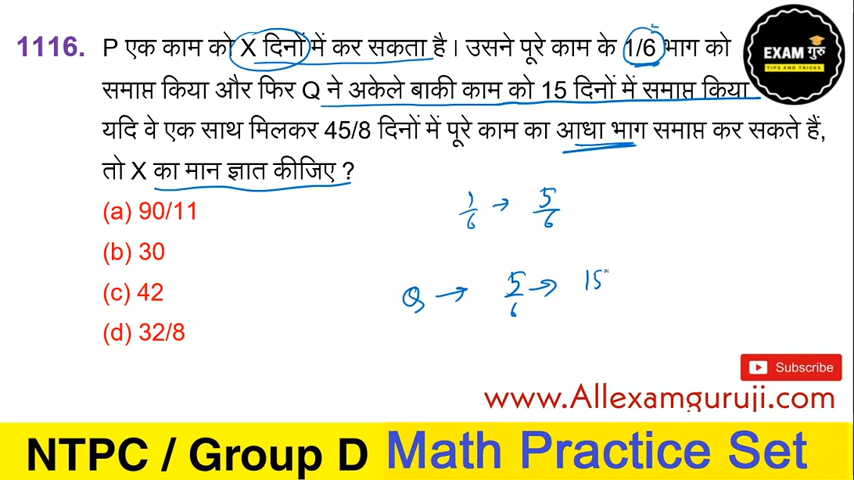 1116. P एक काम को X दिनों में कर सकता है। उसने पूरे काम के 1/6 भाग को
समाप्त किया और फिर Q ने अकेले बाकी काम को 15 दिनों में समाप्त किया
यदि वे एक साथ मिलकर 45/8 दिनों में पूरे काम का आधा भाग समाप्त कर सकते हैं,
तो X का मान ज्ञात कीजिए ?
(a) 90/11
(b) 30
(c) 42
(d) 32/8
1/6 → 5/6
Q → 5/6 → 15
EXAM गुरु
TIPS AND TRICKS
Subscribe
www.Allexamguruji.com
NTPC / Group D Math Practice Set